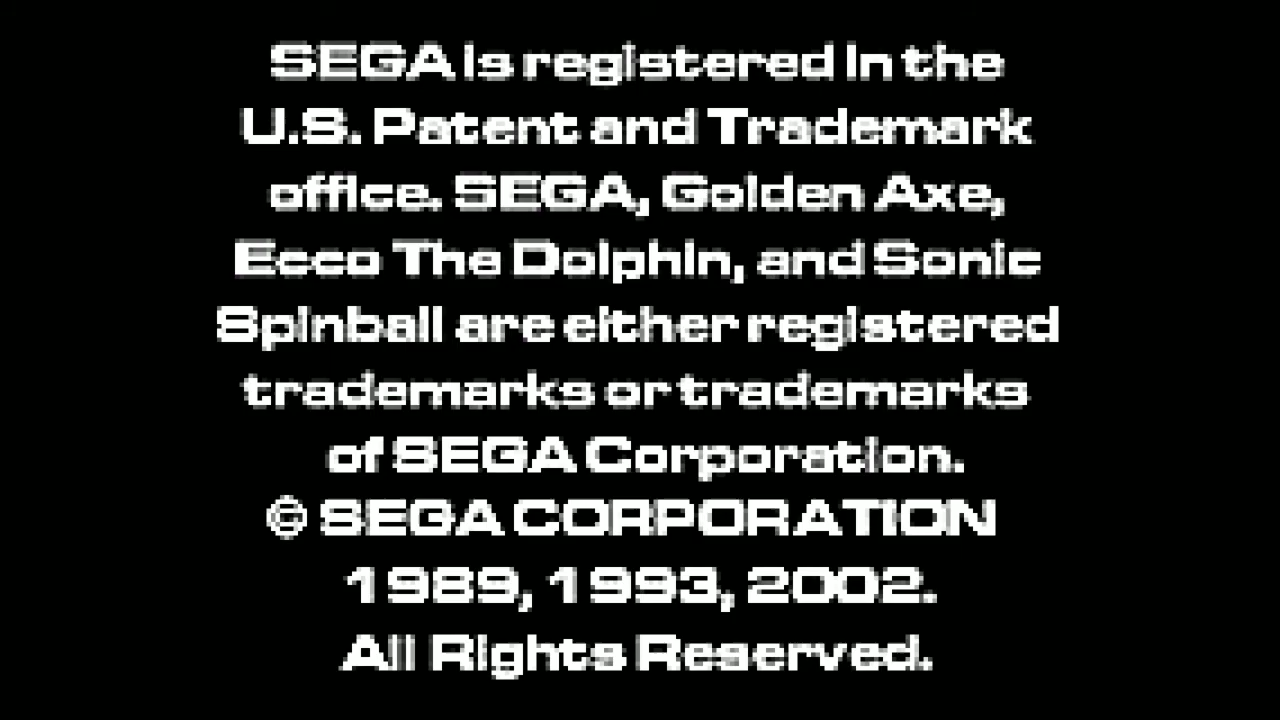 SEGA is registered in the
U.S. Patent and Trademark
office. SEGA, Golden Axe,
Ecco The Dolphin, and Sonic
Spinball are either registered
trademarks or trademarks
of SEGA Corporation.
© SEGA CORPORATION
1989, 1993, 2002.
All Rights Reserved.